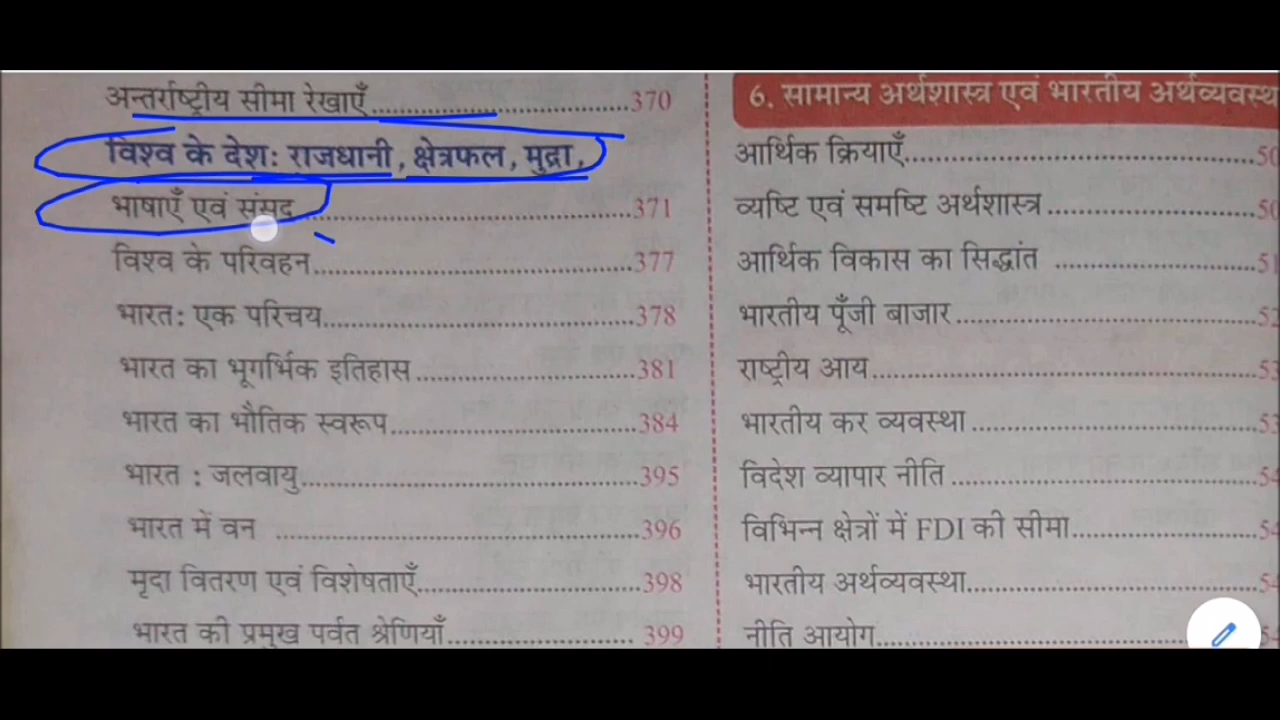 अन्तर्राष्ट्रीय सीमा रेखाएँ..............................370
विश्व के देश: राजधानी, क्षेत्रफल, मुद्रा,
भाषाएँ एवं संसद ..............................371
विश्व के परिवहन..............................377
भारत: एक परिचय..............................378
भारत का भूगर्भिक इतिहास..............................381
भारत का भौतिक स्वरूप..............................384
भारत : जलवायु..............................395
भारत में वन ..............................396
मृदा वितरण एवं विशेषताएँ..............................398
भारत की प्रमुख पर्वत श्रेणियाँ.............................. 399
6. सामान्य अर्थशास्त्र एवं भारतीय अर्थव्यवस्थ
आर्थिक क्रियाएँ..............................
व्यष्टि एवं समष्टि अर्थशास्त्र..............................
आर्थिक विकास का सिद्धांत ..............................
भारतीय पूँजी बाजार..............................
राष्ट्रीय आय..............................
भारतीय कर व्यवस्था..............................
विदेश व्यापार नीति..............................
विभिन्न क्षेत्रों में FDI की सीमा..............................
भारतीय अर्थव्यवस्था..............................
नीति आयोग..............................